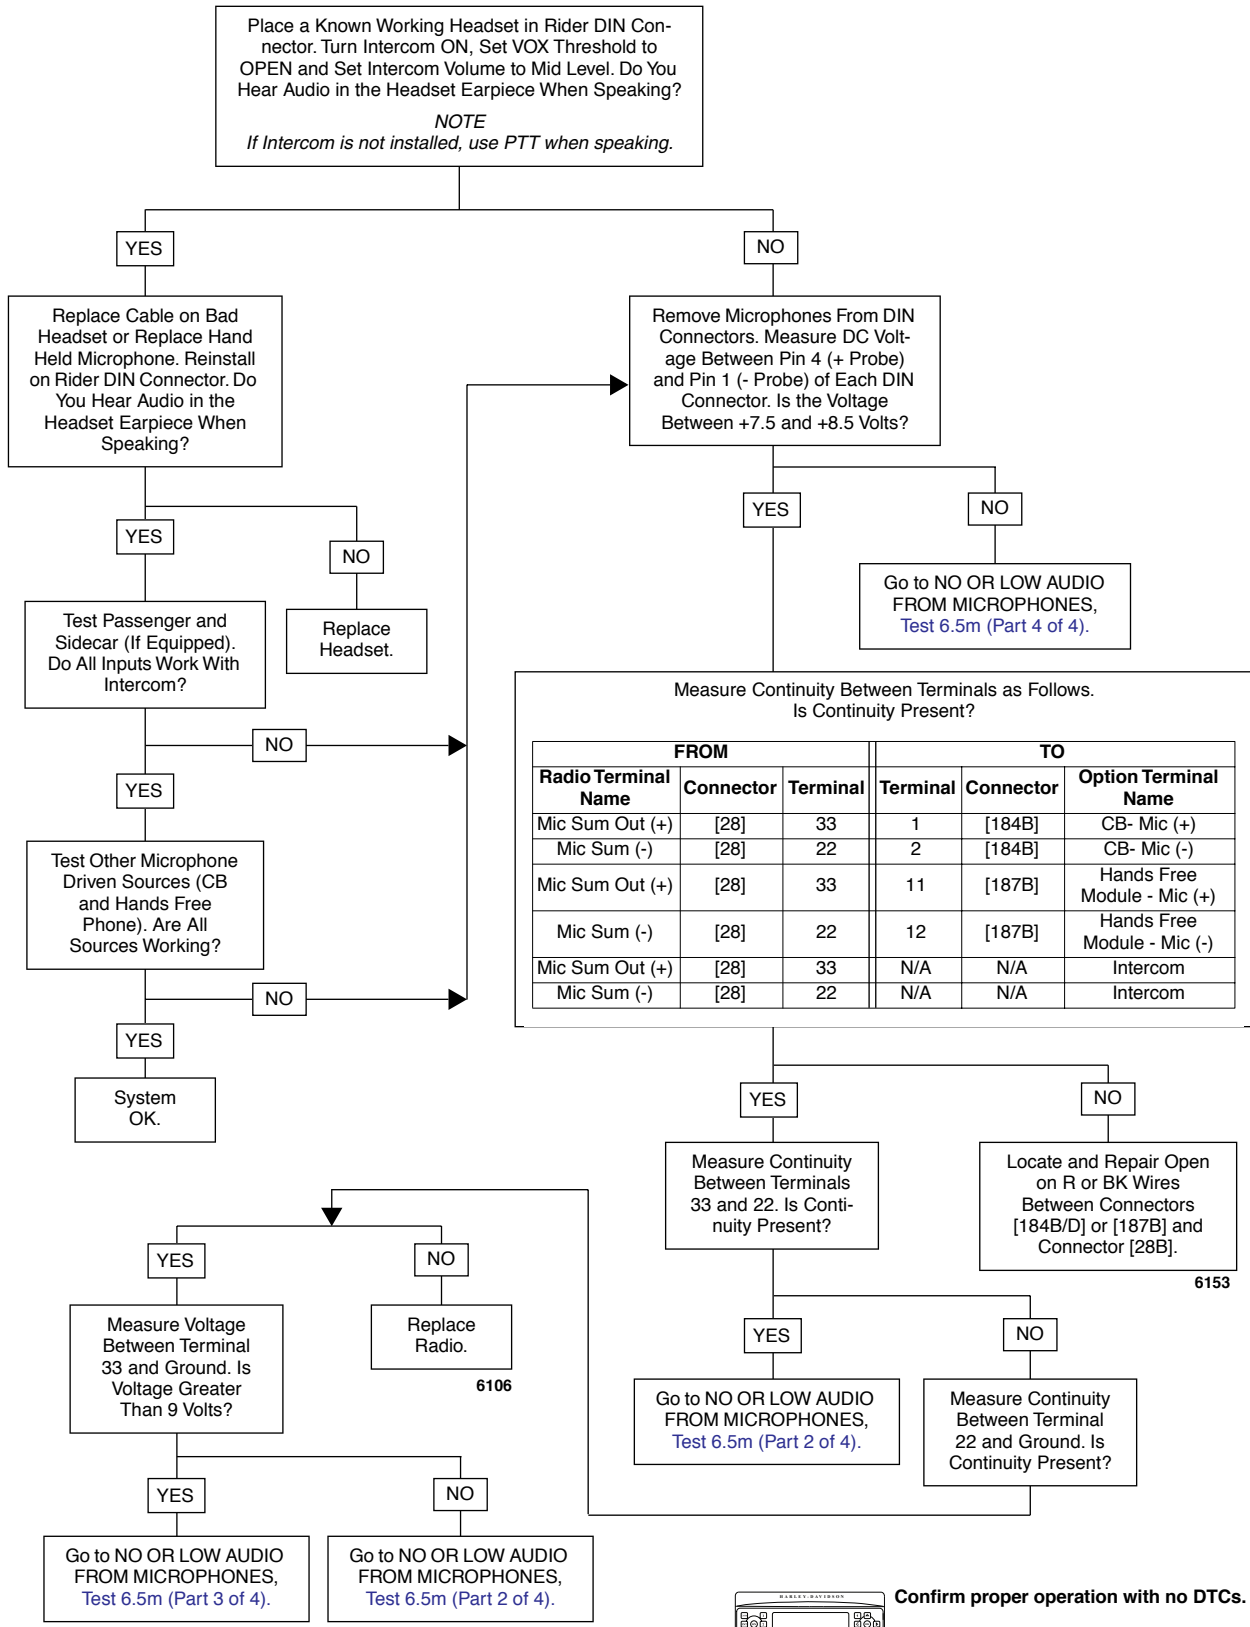 Place a Known Working Headset in Rider DIN Con-
nector. Turn Intercom ON, Set VOX Threshold to
OPEN and Set Intercom Volume to Mid Level. Do You
Hear Audio in the Headset Earpiece When Speaking?
NOTE
If Intercom is not installed, use PTT when speaking.
YES
NO
Replace Cable on Bad
Headset or Replace Hand
Held Microphone. Reinstall
on Rider DIN Connector. Do
You Hear Audio in the
Headset Earpiece When
Speaking?
Remove Microphones From DIN
Connectors. Measure DC Volt-
age Between Pin 4 (+ Probe)
and Pin 1 (- Probe) of Each DIN
Connector. Is the Voltage
Between +7.5 and +8.5 Volts?
YES
NO
YES
NO
Test Passenger and
Sidecar (If Equipped).
Do All Inputs Work With
Intercom?
Replace
Headset.
Go to NO OR LOW AUDIO
FROM MICROPHONES,
Test 6.5m (Part 4 of 4).
NO
YES
Test Other Microphone
Driven Sources (CB
and Hands Free
Phone). Are All
Sources Working?
NO
YES
System
OK.
Measure Continuity Between Terminals as Follows.
Is Continuity Present?
FROM TO
Radio Terminal Name Connector Terminal Terminal Connector Option Terminal Name
Mic Sum Out (+) [28] 33 1 [184B] CB- Mic (+)
Mic Sum (-) [28] 22 2 [184B] CB- Mic (-)
Mic Sum Out (+) [28] 33 11 [187B] Hands Free Module - Mic (+)
Mic Sum (-) [28] 22 12 [187B] Hands Free Module - Mic (-)
Mic Sum Out (+) [28] 33 N/A N/A Intercom
Mic Sum (-) [28] 22 N/A N/A Intercom
YES
NO
Measure Continuity
Between Terminals
33 and 22. Is Conti-
nuity Present?
Locate and Repair Open
on R or BK Wires
Between Connectors
[184B/D] or [187B] and
Connector [28B].
6153
YES
NO
Go to NO OR LOW AUDIO
FROM MICROPHONES,
Test 6.5m (Part 2 of 4).
Measure Continuity
Between Terminal
22 and Ground. Is
Continuity Present?
YES
NO
Measure Voltage
Between Terminal
33 and Ground. Is
Voltage Greater
Than 9 Volts?
Replace
Radio.
6106
YES
NO
Go to NO OR LOW AUDIO
FROM MICROPHONES,
Test 6.5m (Part 3 of 4).
Go to NO OR LOW AUDIO
FROM MICROPHONES,
Test 6.5m (Part 2 of 4).
HARLEY-DAVIDSON
Confirm proper operation with no DTCs.